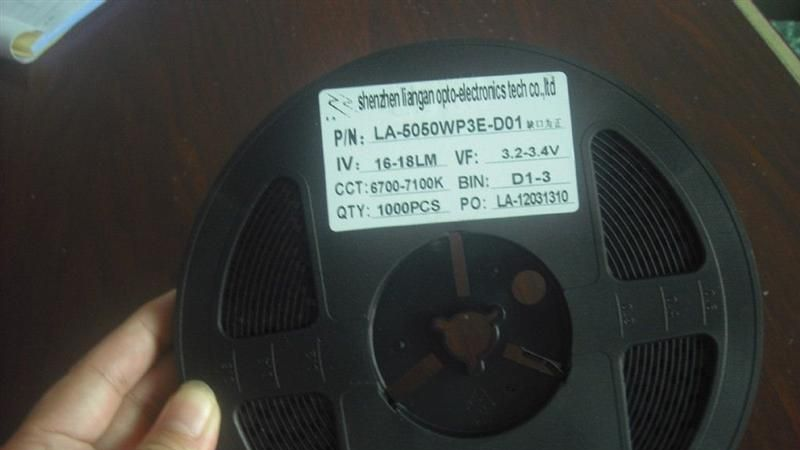 shenzhen liangan opto-electronics tech co.,ltd
P/N: LA-5050WP3E-D01 缺口为正
IV: 16-18LM VF: 3.2-3.4V
CCT: 6700-7100K BIN: D1-3
QTY: 1000PCS PO: LA-12031310